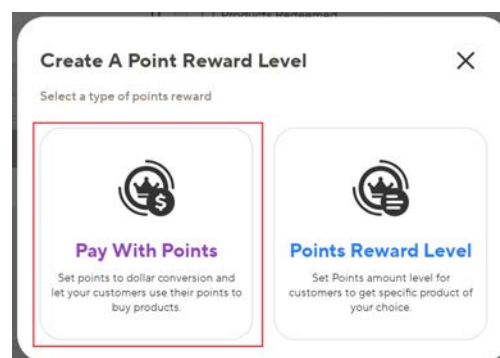 Products Redeemed
Create A Point Reward Level
Select a type of points reward
Pay With Points
Set points to dollar conversion and
let your customers use their points to
buy products.
Points Reward Level
Set Points amount level for
customers to get specific product of
your choice.